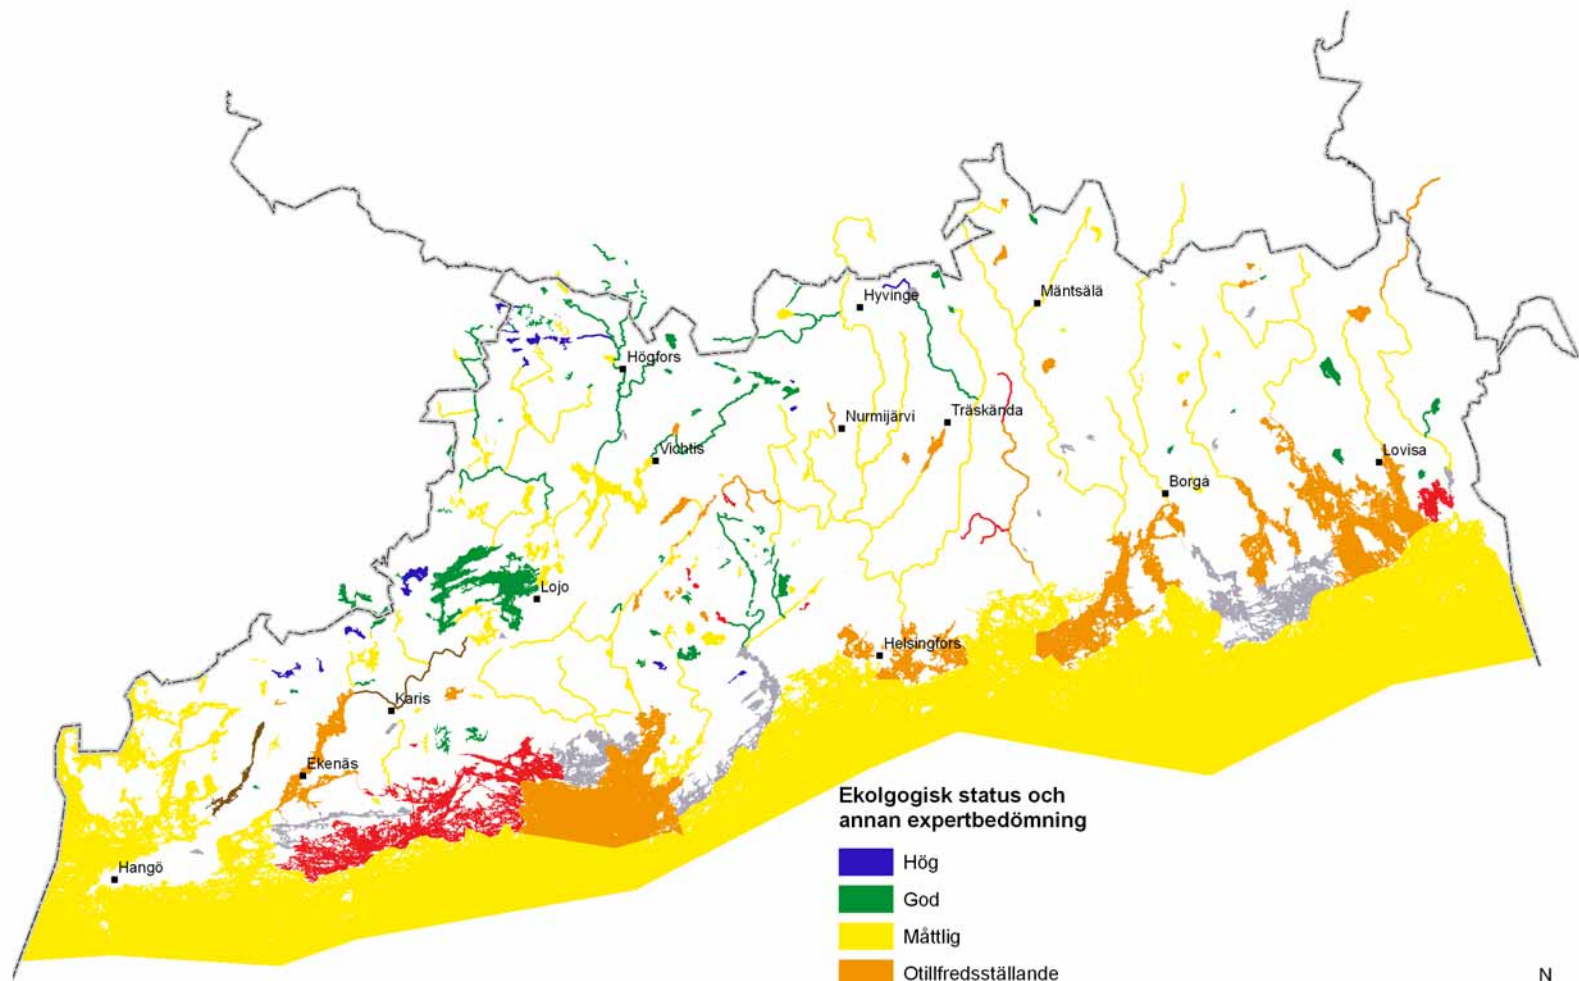 Hyvinge
Mäntsälä
Högfors
Nurmijärvi
Träskända
Vichtis
Lovisa
Borgå
Lojo
Helsingfors
Karis
Ekenäs
Hangö
Ekolgogisk status och
annan expertbedömning
Hög
God
Måttlig
Otillfredsställande
N